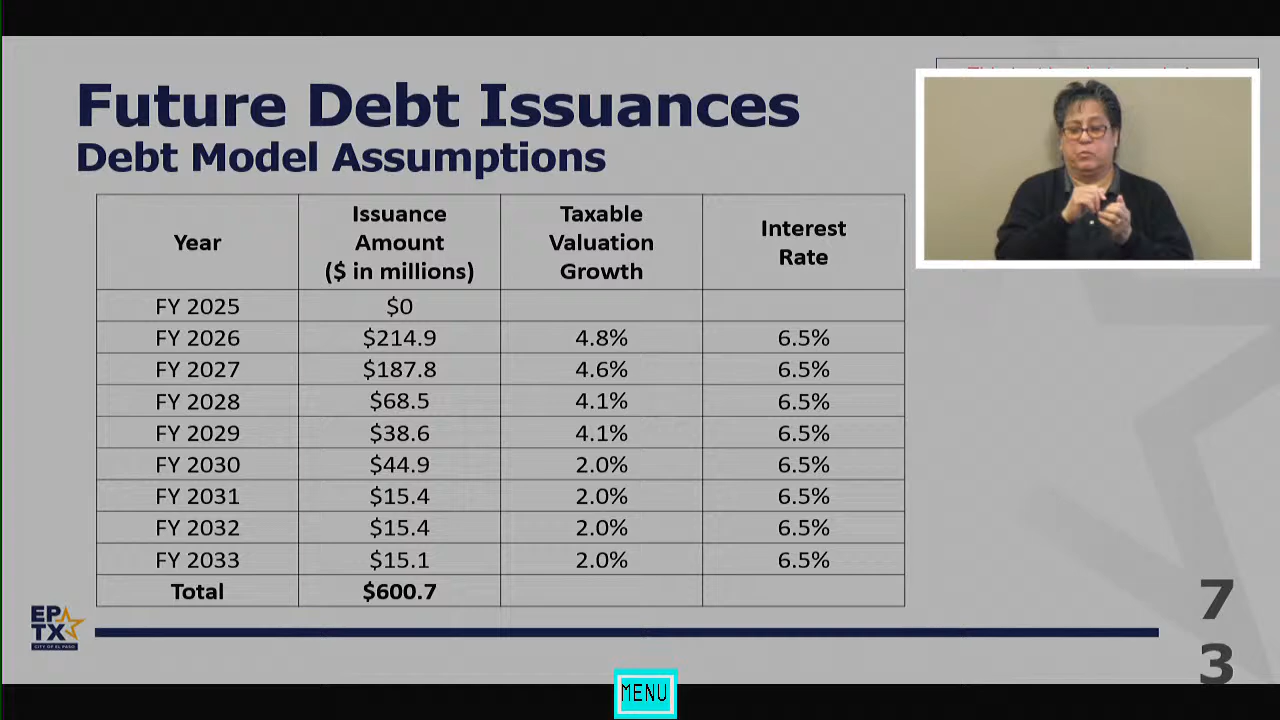 Future Debt Issuances
Debt Model Assumptions
Year Issuance Amount ($ in millions) Taxable Valuation Growth Interest Rate
FY 2025 $0
FY 2026 $214.9 4.8% 6.5%
FY 2027 $187.8 4.6% 6.5%
FY 2028 $68.5 4.1% 6.5%
FY 2029 $38.6 4.1% 6.5%
FY 2030 $44.9 2.0% 6.5%
FY 2031 $15.4 2.0% 6.5%
FY 2032 $15.4 2.0% 6.5%
FY 2033 $15.1 2.0% 6.5%
Total $600.7
EP
TX
CITY OF EL PASO
7
3
MENU